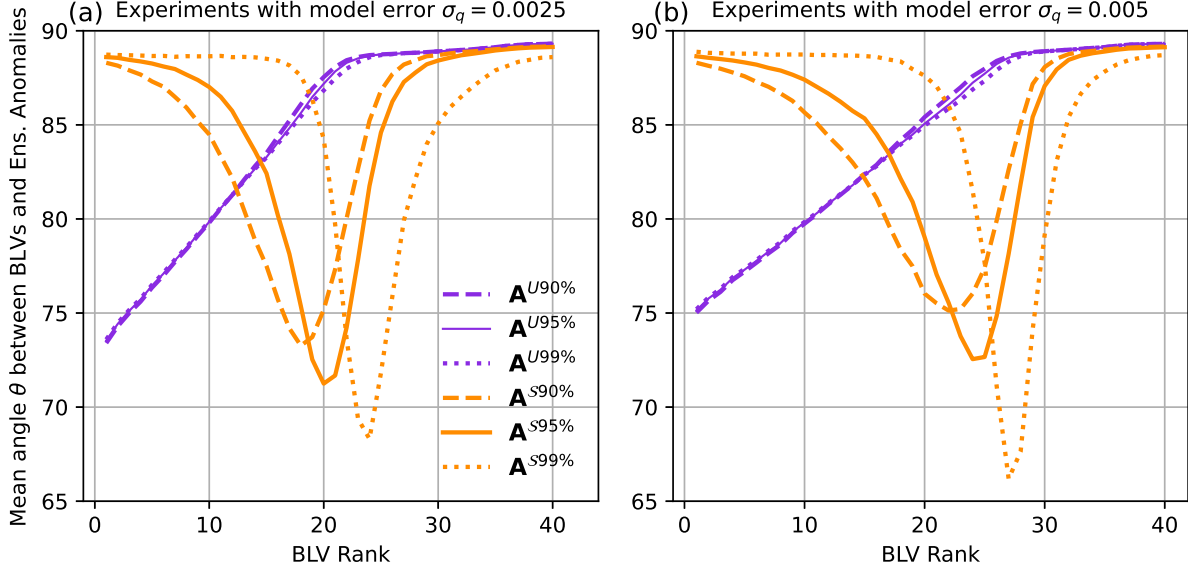 (a) Experiments with model error σ_q = 0.0025
(b) Experiments with model error σ_q = 0.005
Mean angle θ between BLVs and Ens. Anomalies
90
85
80
75
70
65
0 10 20 30 40
BLV Rank
A^U90%
A^U95%
A^U99%
A^S90%
A^S95%
A^S99%
90
85
80
75
70
65
0 10 20 30 40
BLV Rank